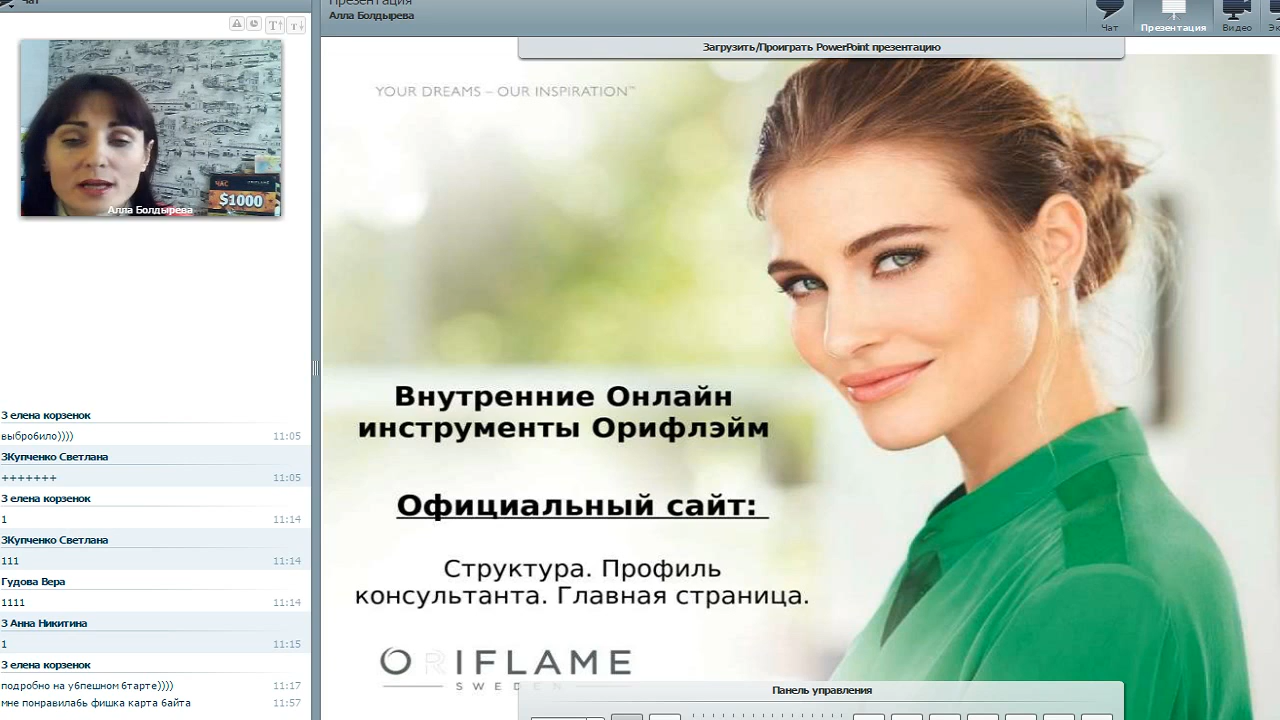 Чат
Презентация
Алла Болдырева
Чат
Презентация
Видео
Эк
Загрузить/Проиграть PowerPoint презентацию
ЧАС
ORIFLAME
$1000
Алла Болдырева
YOUR DREAMS – OUR INSPIRATION™
Внутренние Онлайн
инструменты Орифлэйм
Официальный сайт:
Структура. Профиль
консультанта. Главная страница.
ORIFLAME
SWEDEN
Панель управления
3 елена корзенок
выбробило)))) 11:05
3Купченко Светлана
+++++++ 11:05
3 елена корзенок
1 11:14
3Купченко Светлана
111 11:14
Гудова Вера
1111 11:14
3 Анна Никитина
1 11:15
3 елена корзенок
подробно на у6пешном 6тарте)))) 11:17
мне понравила6ь фишка карта 6айта 11:57